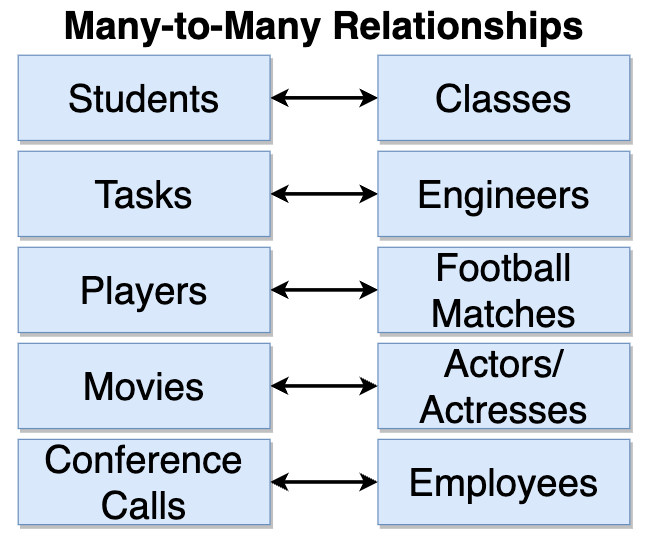 Many-to-Many Relationships
Students
Classes
Tasks
Engineers
Players
Football
Matches
Movies
Actors/
Actresses
Conference
Calls
Employees